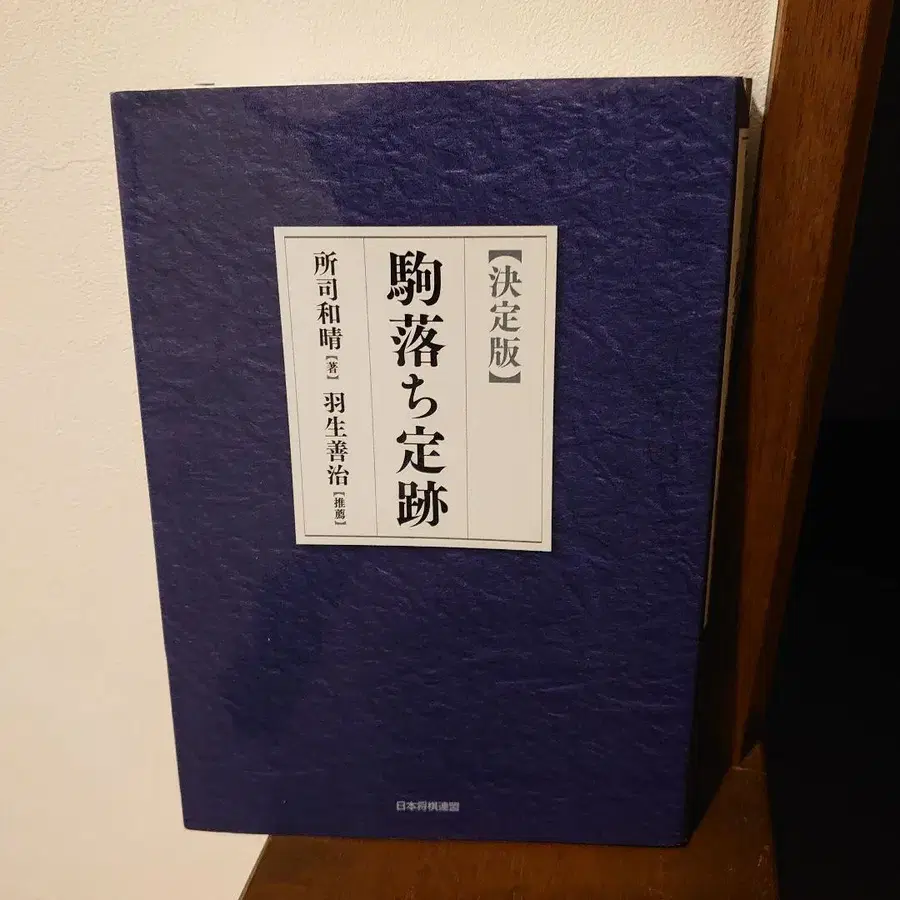 【決定版】
駒落ち定跡
所司和晴【著】 羽生善治【推薦】
日本将棋連盟